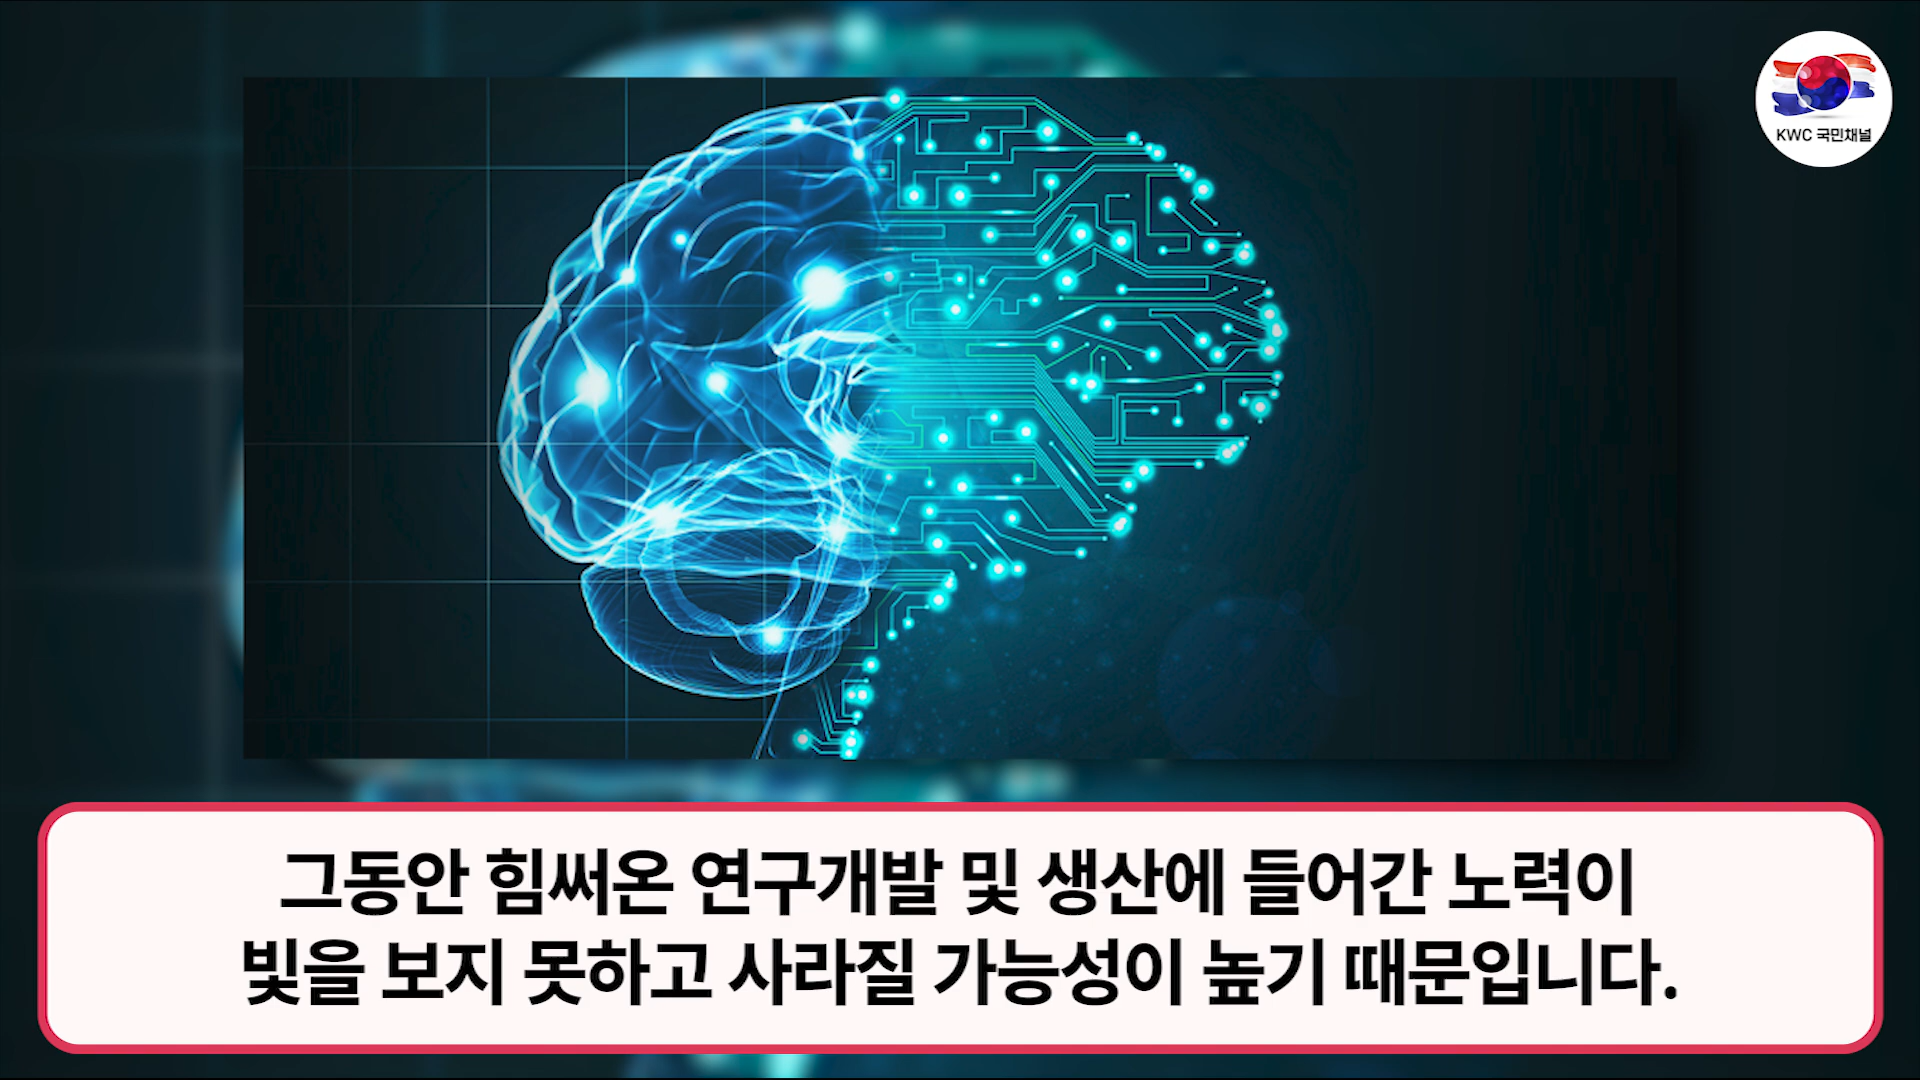 KWC 국민채널
그동안 힘써온 연구개발 및 생산에 들어간 노력이
빛을 보지 못하고 사라질 가능성이 높기 때문입니다.